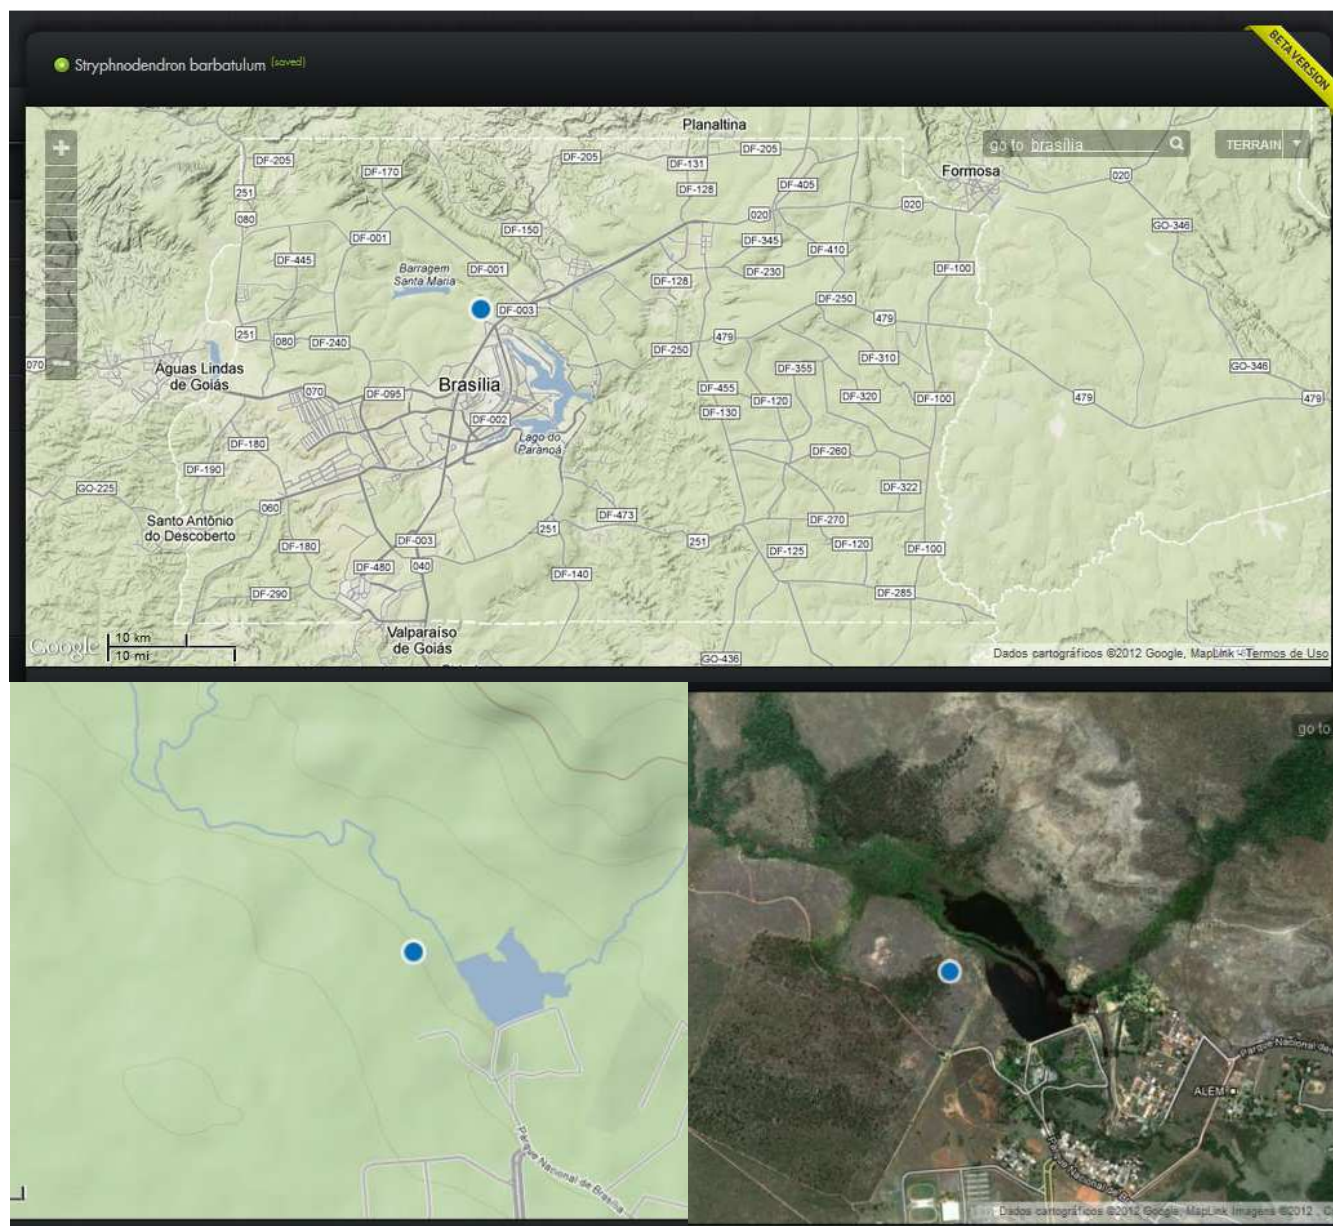 Stryphnodendron barbatulum (saved)
BETA VERSION
Planaltina
go to brasília
TERRAIN
DF-205
DF-170
DF-205
DF-131
DF-205
DF-128
DF-405
Formosa
020
251
080
020
020
GO-346
DF-001
DF-150
DF-345
DF-410
DF-445
Barragem
Santa Maria
DF-001
DF-128
DF-230
DF-100
DF-003
DF-250
479
251
080
DF-240
DF-250
479
DF-310
070
Águas Lindas
de Goiás
DF-355
GO-346
070
DF-095
Brasília
DF-455
DF-120
DF-320
DF-100
479
479
DF-130
DF-002
DF-180
Lago do
Paranoá
DF-260
DF-190
GO-225
DF-322
060
Santo Antônio
do Descoberto
DF-473
251
251
DF-270
DF-180
DF-003
DF-125
DF-120
DF-100
DF-480
040
DF-140
DF-290
DF-285
Valparaíso
de Goiás
Google
10 km
10 mi
GO-436
Dados cartográficos ©2012 Google, MapLink - Termos de Uso
go to
Parque Nacional de Brasília
Parque Nacional de
ALEM
Parque Nacional de B
Dados cartográficos ©2012 Google, MapLink Imagens ©2012 , C